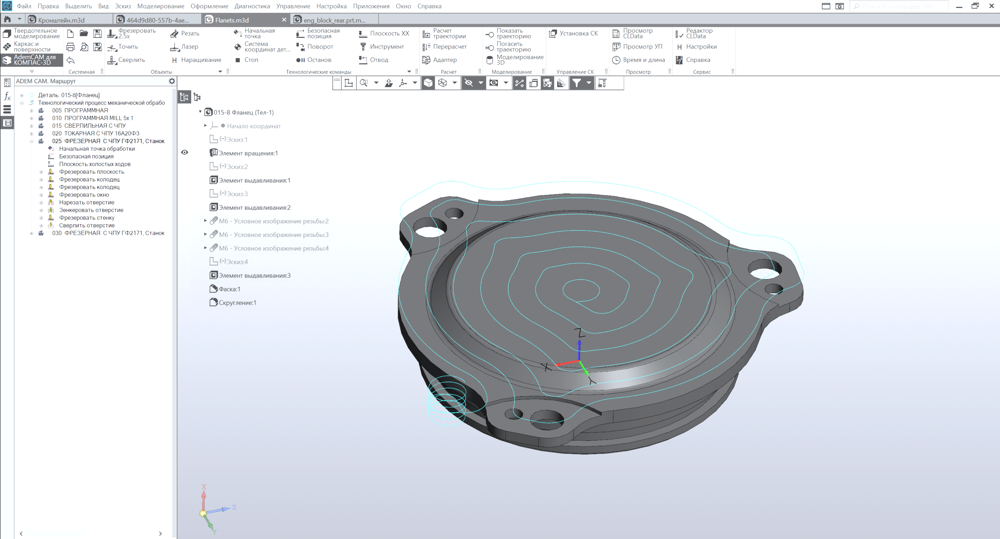 Файл Правка Выделить Вид Эскиз Моделирование Оформление Диагностика Управление Настройка Приложения Окно Справка Поиск по командам (Alt+/)
Кронштейн.m3d 464d9d80-557b-4ae... Flanets.m3d eng_block_rear.prt.m...
Твердотельное моделирование
Каркас и поверхности
AdemCAM для КОМПАС-3D
Системная
Фрезеровать 2.5x
Точить
Сверлить
Резать
Лазер
Наращивание
Объекты
Начальная точка
Система координат дет...
Стоп
Безопасная позиция
Поворот
Останов
Плоскость ХХ
Инструмент
Отвод
Технологические команды
Расчет траектории
Перерасчет
Адаптер
Расчет
Показать траекторию
Погасить траекторию
Моделирование 3D
Моделирование
Установка СК
Управление СК
Просмотр CLData
Просмотр УП
Время и длина
Просмотр
Редактор CLData
Настройки
Справка
Сервис
ADEM CAM. Маршрут
Деталь: 015-8[Фланец]
Технологический процесс механической обрабо
005 ПРОГРАММНАЯ
010 ПРОГРАММНАЯ MILL 5x 1
015 СВЕРЛИЛЬНАЯ С ЧПУ
020 ТОКАРНАЯ С ЧПУ 16А20Ф3
025 ФРЕЗЕРНАЯ С ЧПУ ГФ2171, Станок
Начальная точка обработки
Безопасная позиция
Плоскость холостых ходов
Фрезеровать плоскость
Фрезеровать колодец
Фрезеровать колодец
Фрезеровать окно
Нарезать отверстие
Зенкеровать отверстие
Фрезеровать стенку
Сверлить отверстие
030 ФРЕЗЕРНАЯ С ЧПУ ГФ2171, Станок
015-8 Фланец (Тел-1)
Начало координат
(-) Эскиз:1
Элемент вращения:1
(-) Эскиз:2
Элемент выдавливания:1
(-) Эскиз:3
Элемент выдавливания:2
М6 - Условное изображение резьбы:2
М6 - Условное изображение резьбы:3
М6 - Условное изображение резьбы:4
(-) Эскиз:4
Элемент выдавливания:3
Фаска:1
Скругление:1
Z
X
Y
X
Z
Y